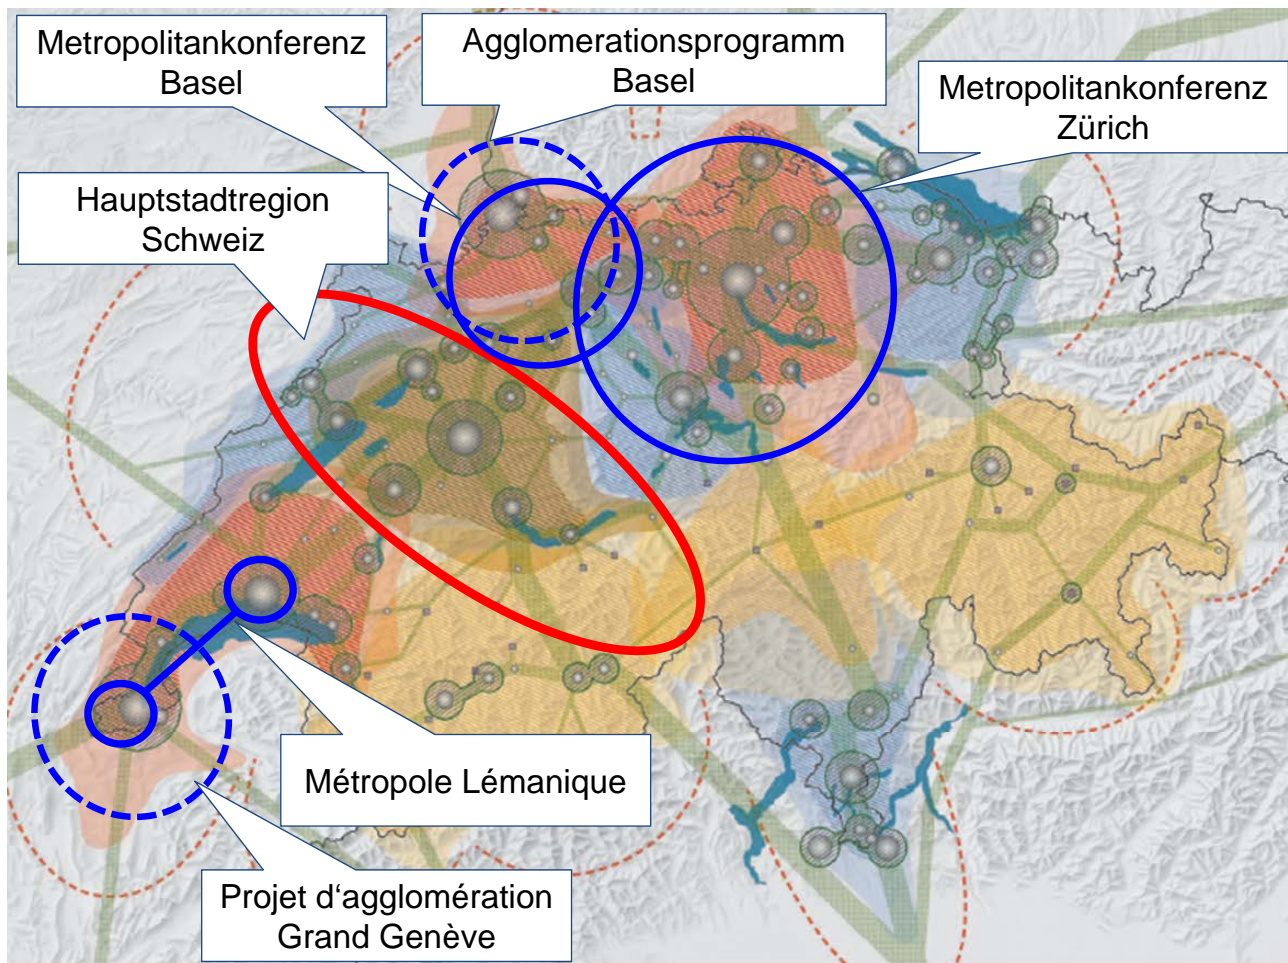 Metropolitankonferenz
Basel
Agglomerationsprogramm
Basel
Metropolitankonferenz
Zürich
Hauptstadtregion
Schweiz
Métropole Lémanique
Projet d‘agglomération
Grand Genève